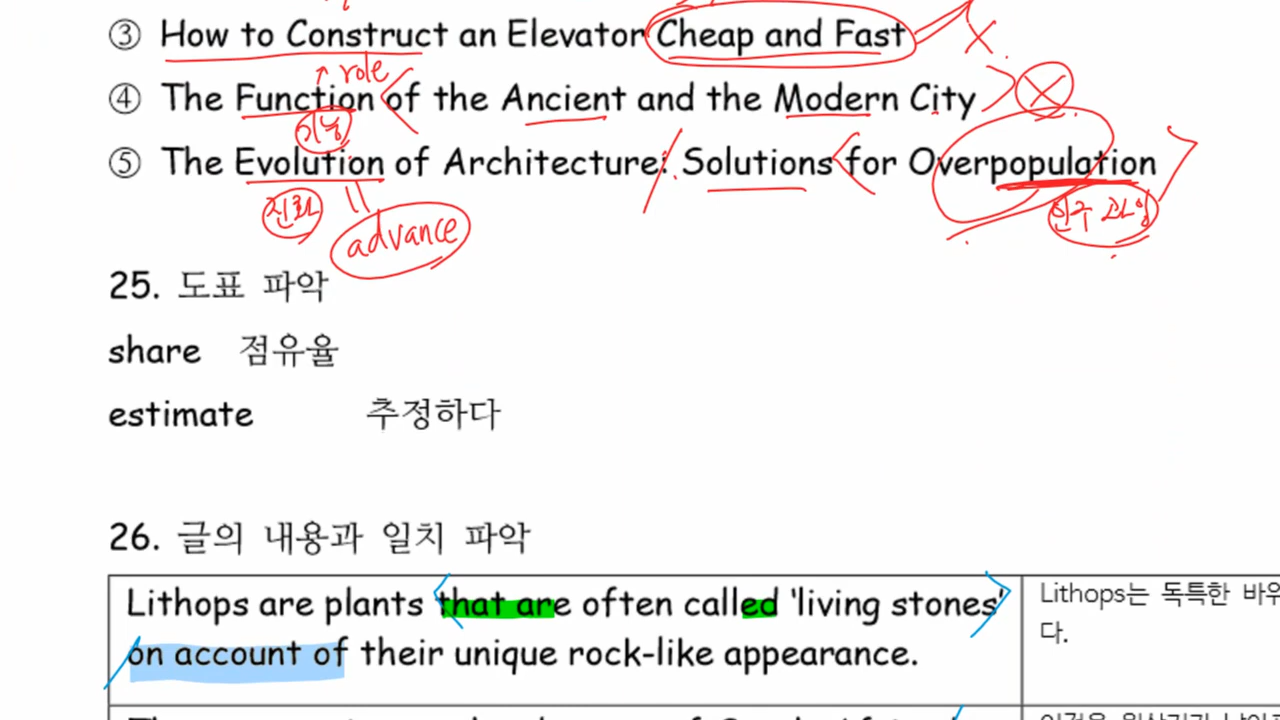 ③ How to Construct an Elevator Cheap and Fast
↑ role
④ The Function of the Ancient and the Modern City
기능
⑤ The Evolution of Architecture: Solutions for Overpopulation
진화
advance
인구 과잉
25. 도표 파악
share 점유율
estimate 추정하다
26. 글의 내용과 일치 파악
Lithops are plants that are often called 'living stones'
on account of their unique rock-like appearance.
Lithops는 독특한 바위
다.